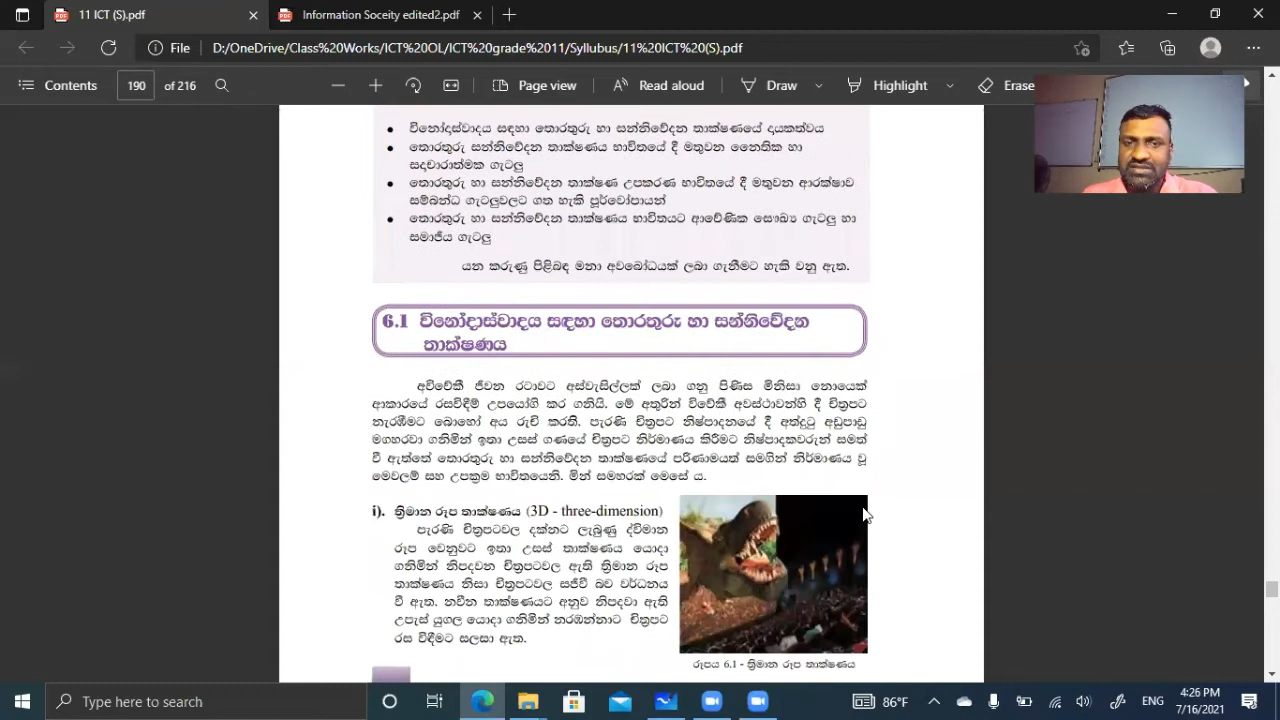 11 ICT (S).pdf
Information Soceity edited2.pdf
File
D:/OneDrive/Class%20Works/ICT%20OL/ICT%20grade%2011/Syllubus/11%20ICT%20(S).pdf
Contents
190 of 216
Page view
Read aloud
Draw
Highlight
Erase
• විනෝදාස්වාදය සඳහා තොරතුරු හා සන්නිවේදන තාක්ෂණයේ දායකත්වය
• තොරතුරු සන්නිවේදන තාක්ෂණය භාවිතයේ දී මතුවන නෛතික හා
සදාචාරාත්මක ගැටලු
• තොරතුරු හා සන්නිවේදන තාක්ෂණ උපකරණ භාවිතයේ දී මතුවන ආරක්ෂාව
සම්බන්ධ ගැටලුවලට ගත හැකි පූර්වෝපායන්
• තොරතුරු හා සන්නිවේදන තාක්ෂණය භාවිතයට ආවේණික සෞඛ්‍ය ගැටලු හා
සමාජීය ගැටලු
යන කරුණු පිළිබඳ මනා අවබෝධයක් ලබා ගැනීමට හැකි වනු ඇත.
6.1 විනෝදාස්වාදය සඳහා තොරතුරු හා සන්නිවේදන
තාක්ෂණය
අවිවේකී ජීවන රටාවට අස්වැසිල්ලක් ලබා ගනු පිණිස මිනිසා නොයෙක්
ආකාරයේ රසවිඳීම් උපයෝගි කර ගනියි. මේ අතුරින් විවේකී අවස්ථාවන්හි දී චිත්‍රපට
නැරඹීමට බොහෝ අය රුචි කරති. පැරණි චිත්‍රපට නිෂ්පාදනයේ දී අත්දුටු අඩුපාඩු
මගහරවා ගනිමින් ඉතා උසස් ගණයේ චිත්‍රපට නිර්මාණය කිරීමට නිෂ්පාදකවරුන් සමත්
වී ඇත්තේ තොරතුරු හා සන්නිවේදන තාක්ෂණයේ පරිණාමයත් සමගින් නිර්මාණය වූ
මෙවලම් සහ උපක්‍රම භාවිතයෙනි. මින් සමහරක් මෙසේ ය.
i). ත්‍රිමාන රූප තාක්ෂණය (3D - three-dimension)
පැරණි චිත්‍රපටවල දක්නට ලැබුණු ද්විමාන
රූප වෙනුවට ඉතා උසස් තාක්ෂණය යොදා
ගනිමින් නිපදවන චිත්‍රපටවල ඇති ත්‍රිමාන රූප
තාක්ෂණය නිසා චිත්‍රපටවල සජීවී බව වර්ධනය
වී ඇත. නවීන තාක්ෂණයට අනුව නිපදවා ඇති
උපැස් යුගල යොදා ගනිමින් නරඹන්නාට චිත්‍රපට
රස විඳීමට සලසා ඇත.
රූපය 6.1 - ත්‍රිමාන රූප තාක්ෂණය
Type here to search
86°F
ENG
4:26 PM
7/16/2021